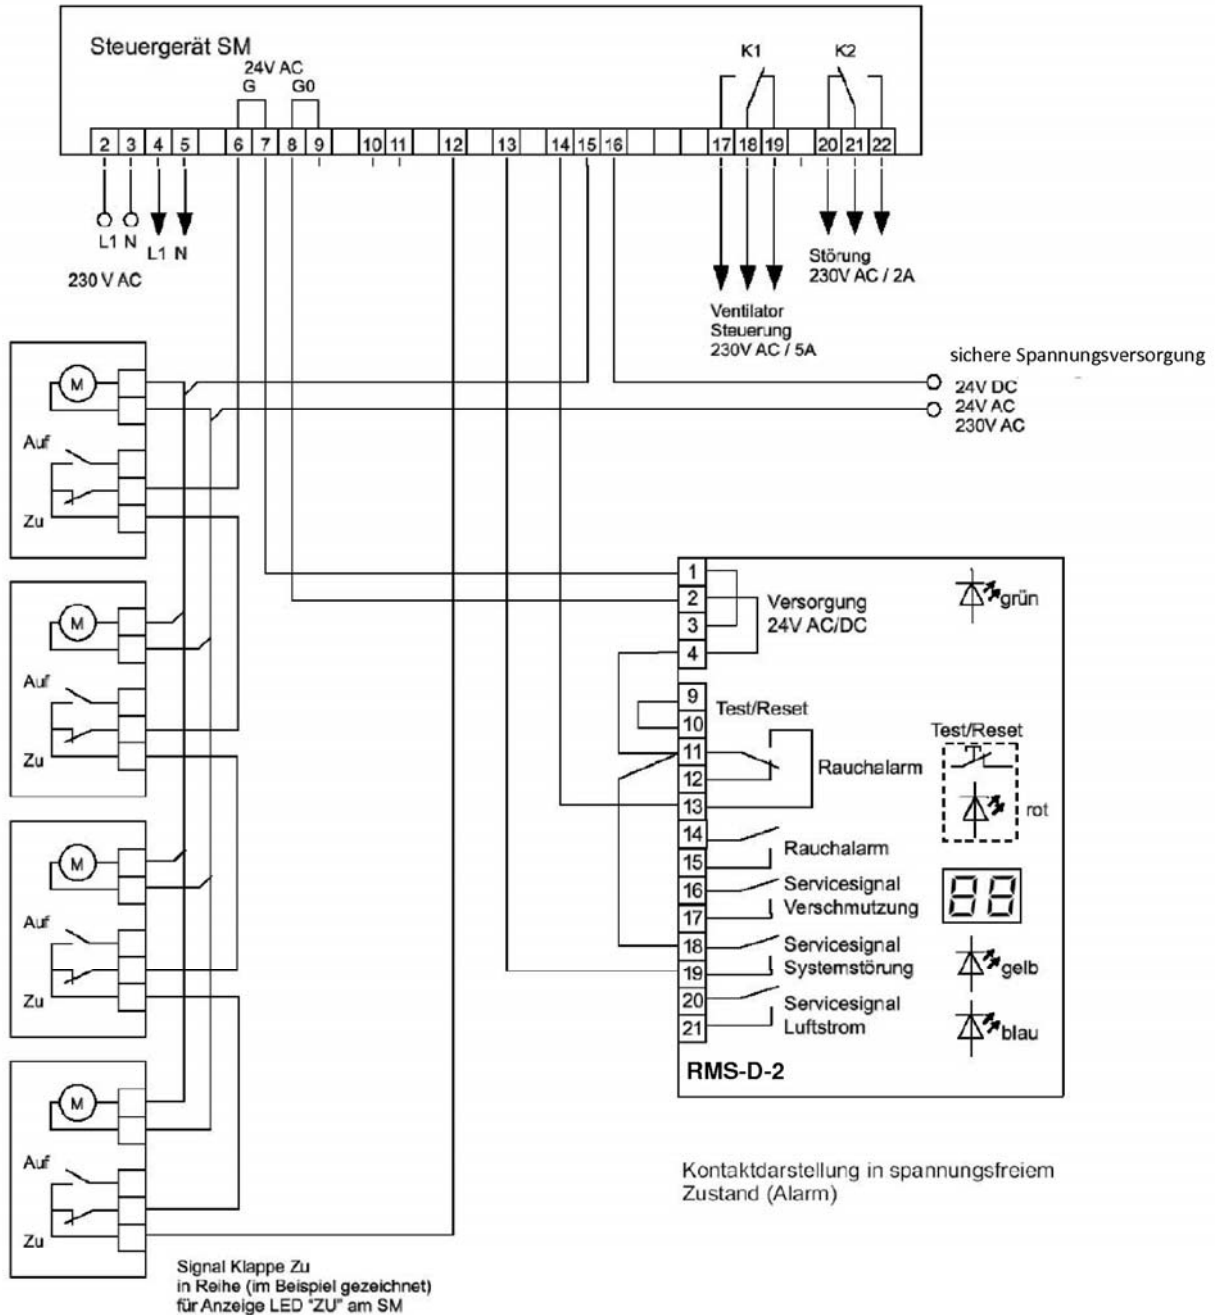 Steuergerät SM
24V AC
G G0
K1 K2
2 3 4 5 6 7 8 9 10 11 12 13 14 15 16 17 18 19 20 21 22
L1 N
L1 N
230 V AC
Störung
230V AC / 2A
Ventilator
Steuerung
230V AC / 5A
sichere Spannungsversorgung
24V DC
24V AC
230V AC
M
Auf
Zu
M
Auf
Zu
M
Auf
Zu
M
Auf
Zu
1
2
3
4
Versorgung
24V AC/DC
grün
9
10
11
12
13
14
15
16
17
18
19
20
21
Test/Reset
Rauchalarm
Test/Reset
rot
Rauchalarm
Servicesignal
Verschmutzung
88
Servicesignal
Systemstörung
gelb
Servicesignal
Luftstrom
blau
RMS-D-2
Kontaktdarstellung in spannungsfreiem
Zustand (Alarm)
Signal Klappe Zu
in Reihe (im Beispiel gezeichnet)
für Anzeige LED "ZU" am SM